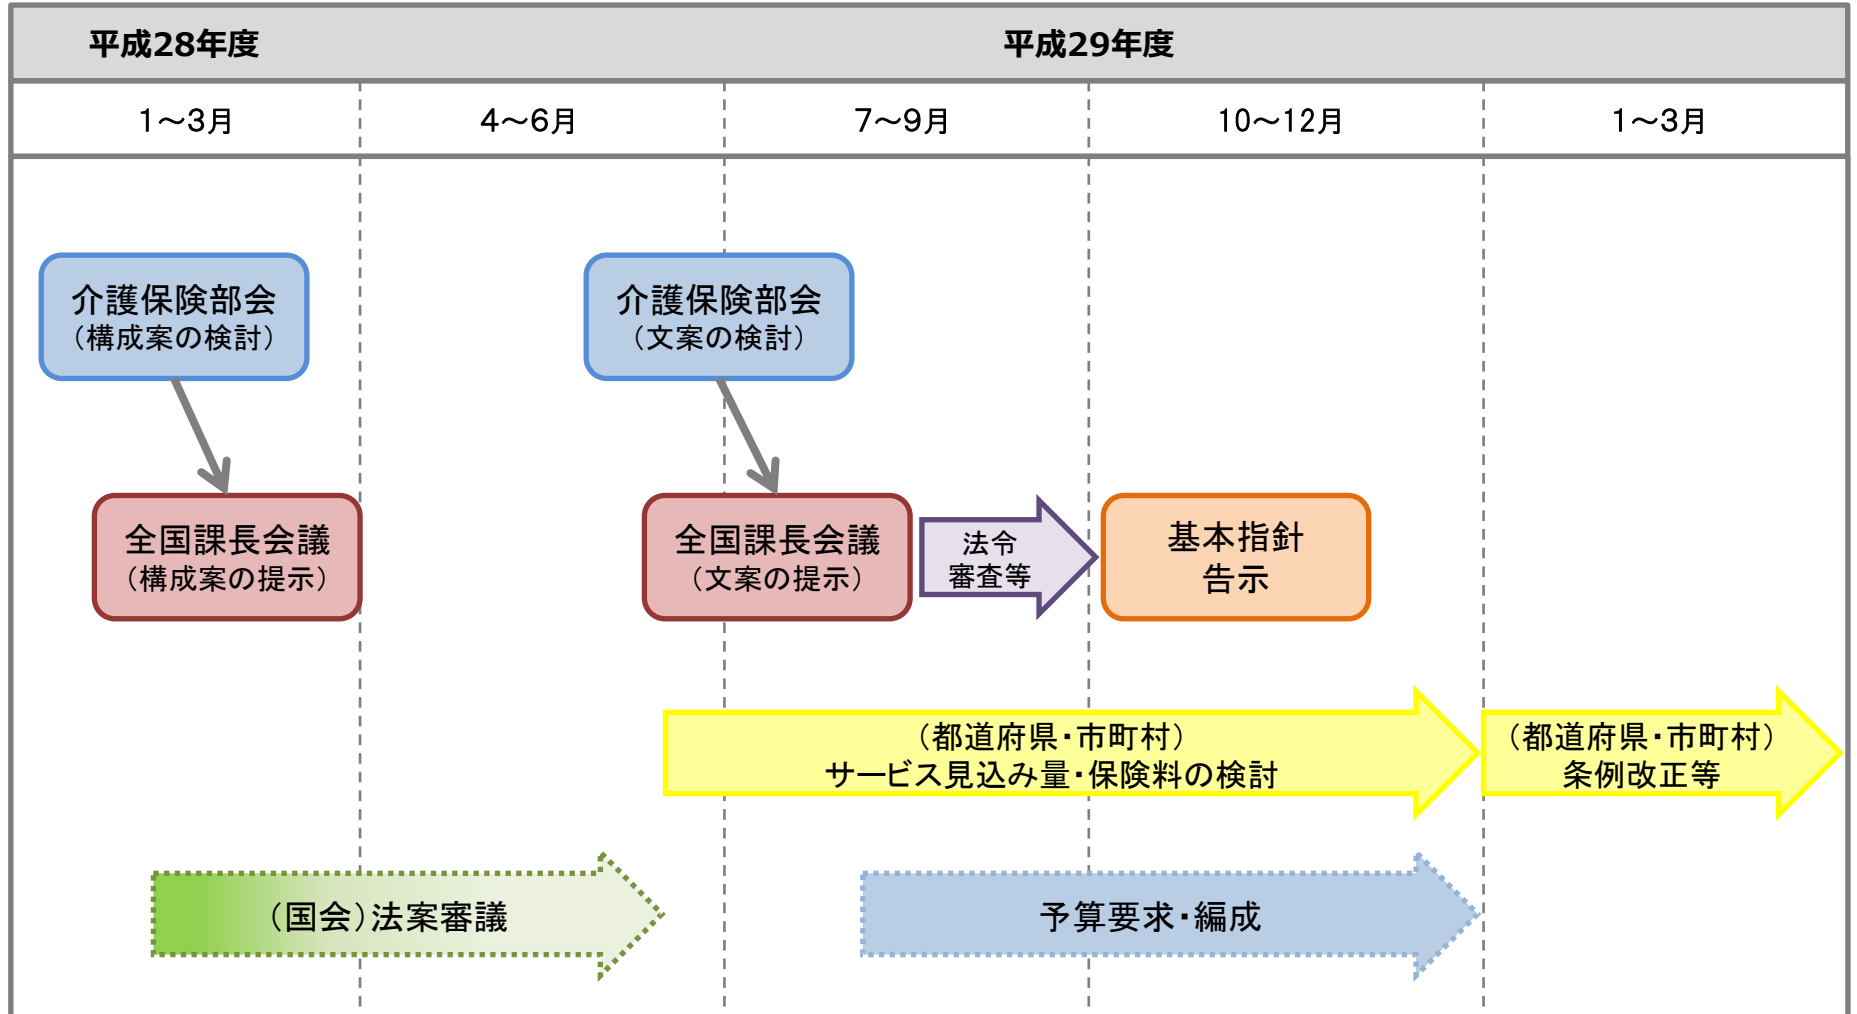 平成28年度
平成29年度
1～3月
4～6月
7～9月
10～12月
1～3月
介護保険部会
（構成案の検討）
介護保険部会
（文案の検討）
全国課長会議
（構成案の提示）
全国課長会議
（文案の提示）
法令
審査等
基本指針
告示
（都道府県・市町村）
サービス見込み量・保険料の検討
（都道府県・市町村）
条例改正等
（国会）法案審議
予算要求・編成